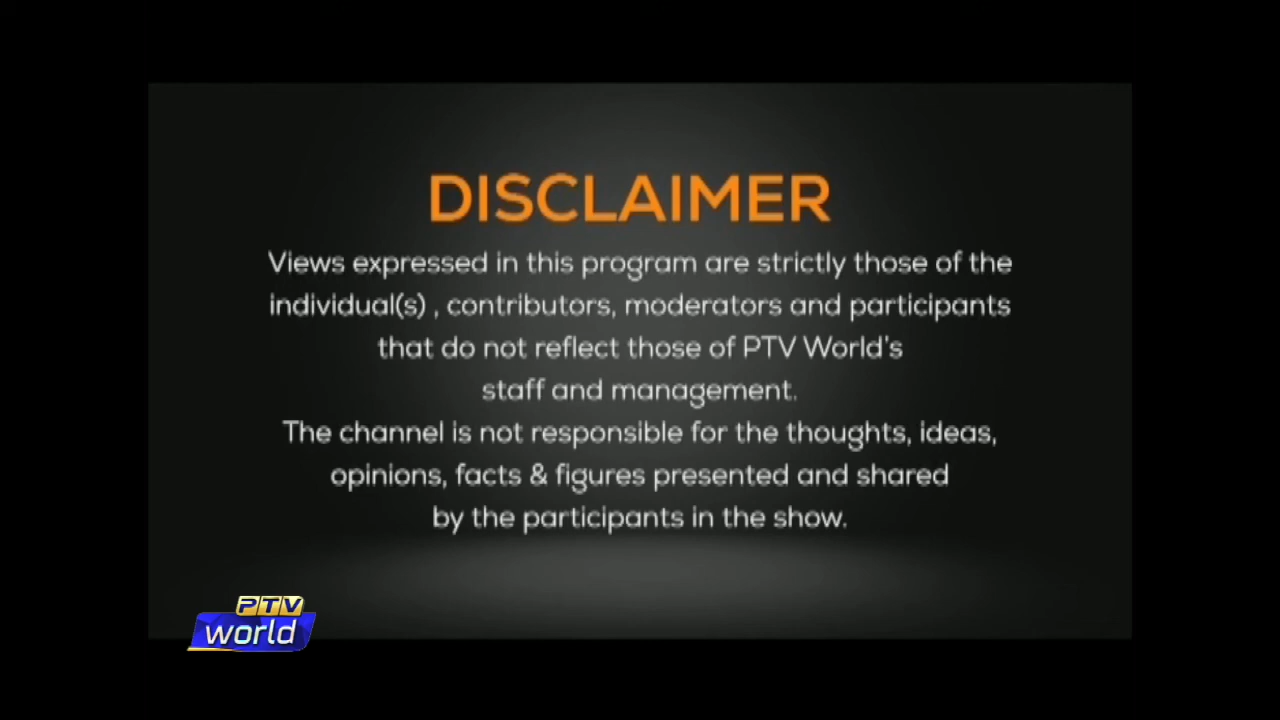 DISCLAIMER
Views expressed in this program are strictly those of the
individual(s) , contributors, moderators and participants
that do not reflect those of PTV World's
staff and management.
The channel is not responsible for the thoughts, ideas,
opinions, facts & figures presented and shared
by the participants in the show.
PTV
world